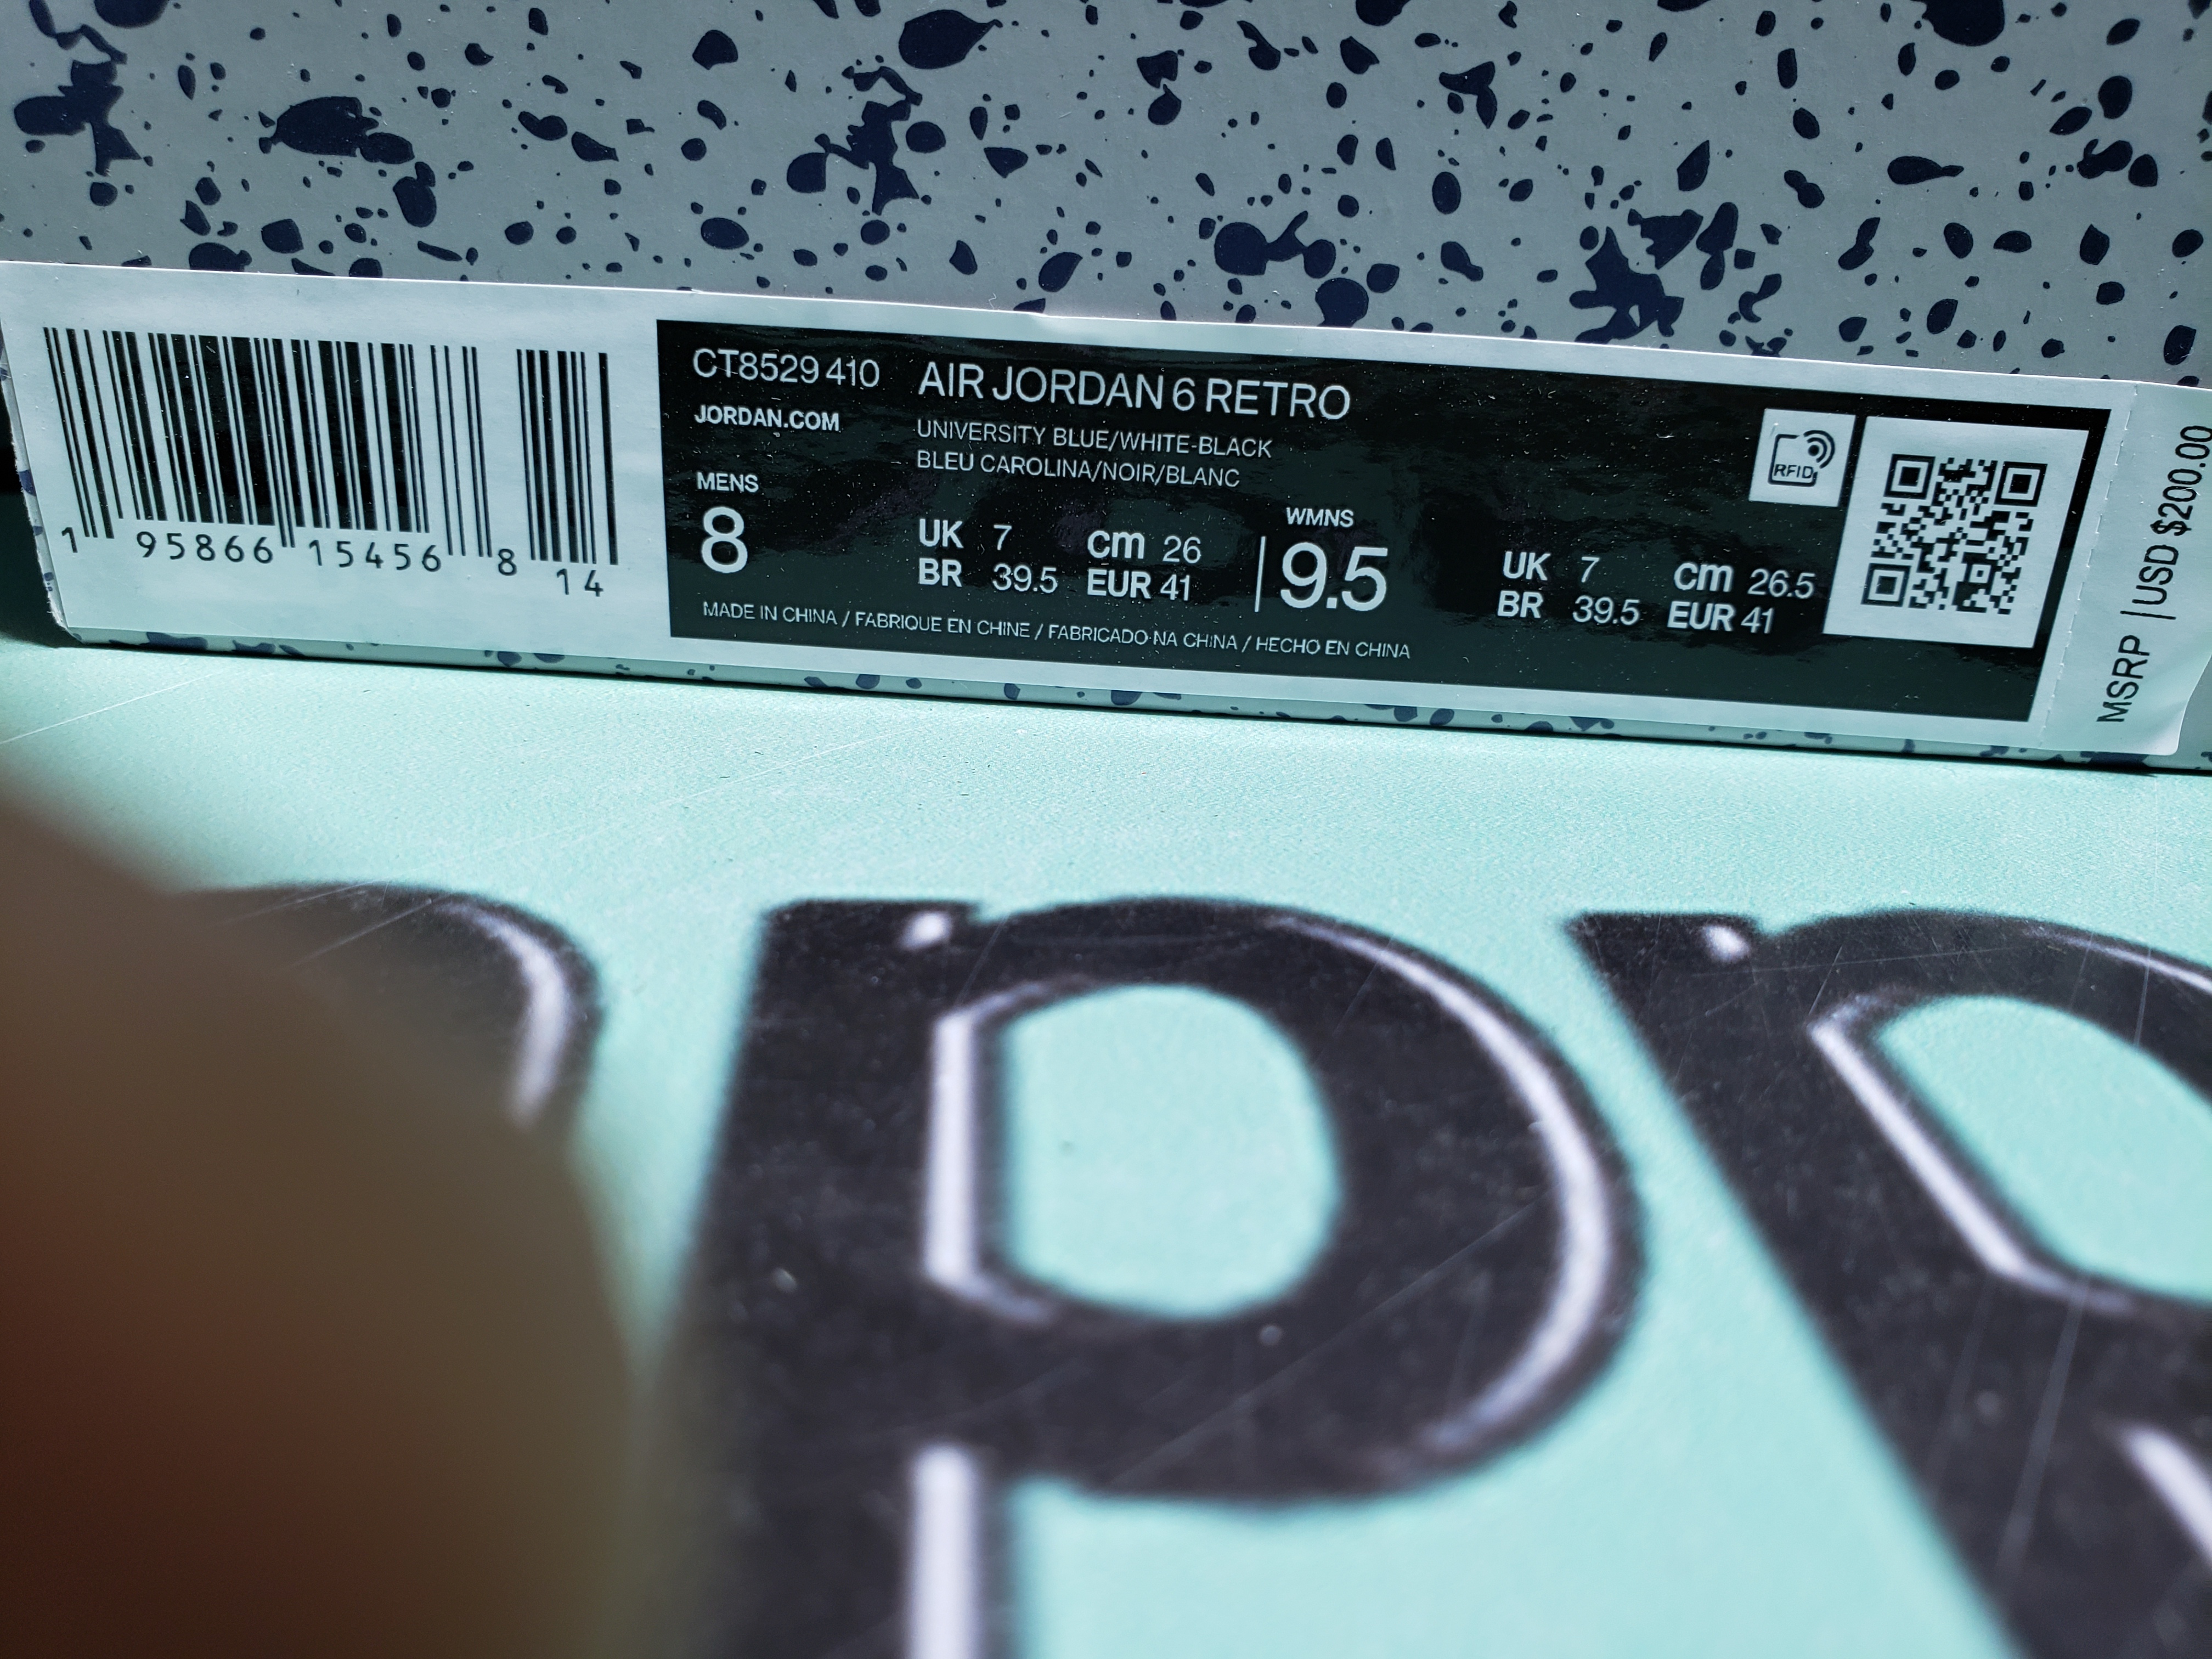 1 95866 15456 8 14
CT8529 410 AIR JORDAN 6 RETRO
JORDAN.COM
UNIVERSITY BLUE/WHITE-BLACK
BLEU CAROLINA/NOIR/BLANC
RFID
MENS
8
UK 7 cm 26
BR 39.5 EUR 41
WMNS
9.5
UK 7 cm 26.5
BR 39.5 EUR 41
MADE IN CHINA / FABRIQUE EN CHINE / FABRICADO NA CHINA / HECHO EN CHINA
MSRP | USD $200.00